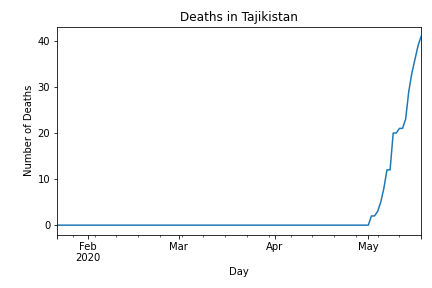 Deaths in Tajikistan
40
30
20
10
0
Number of Deaths
Feb
2020
Mar
Apr
May
Day